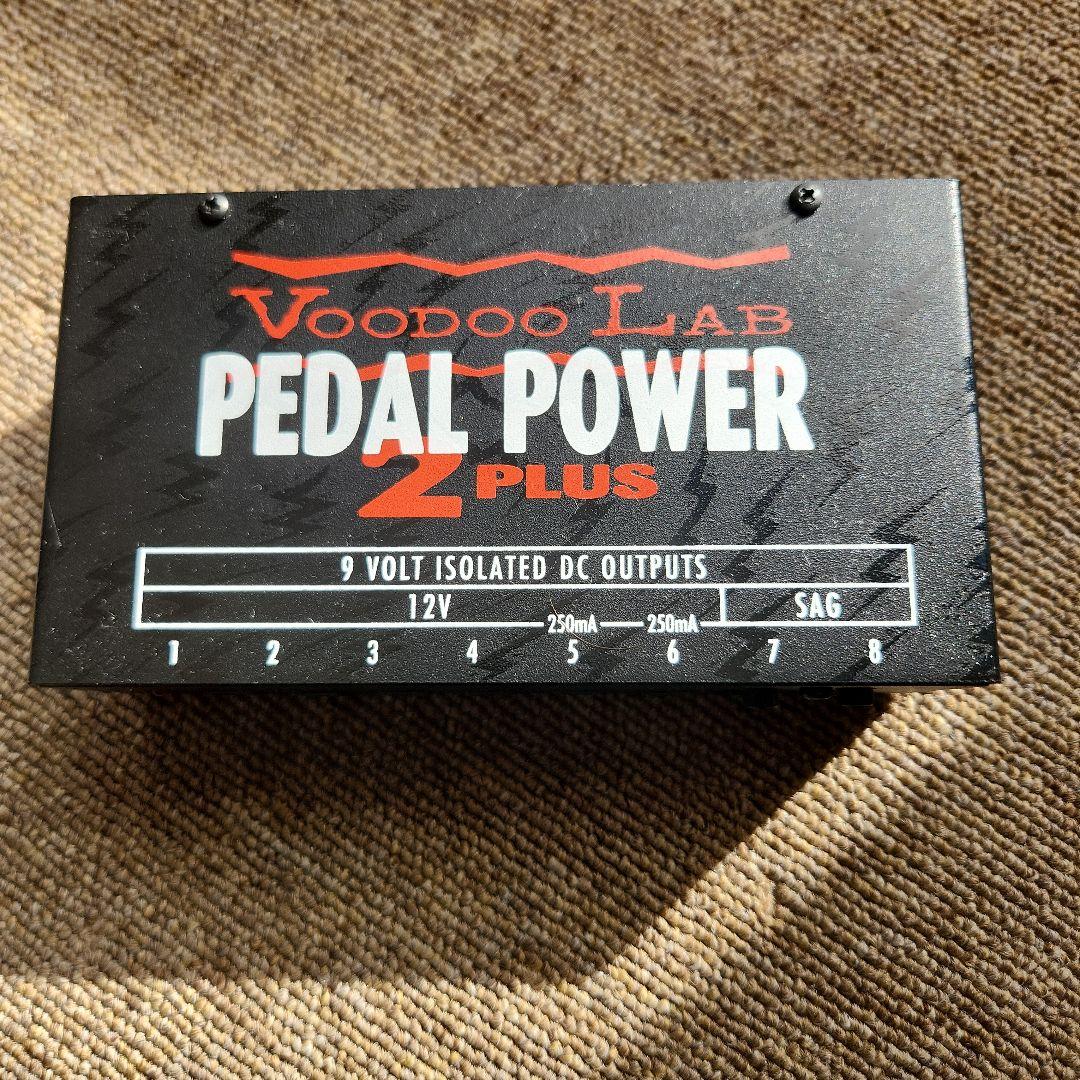 VOODOO LAB
PEDAL POWER
2 PLUS
9 VOLT ISOLATED DC OUTPUTS
12V SAG
250mA 250mA
1 2 3 4 5 6 7 8